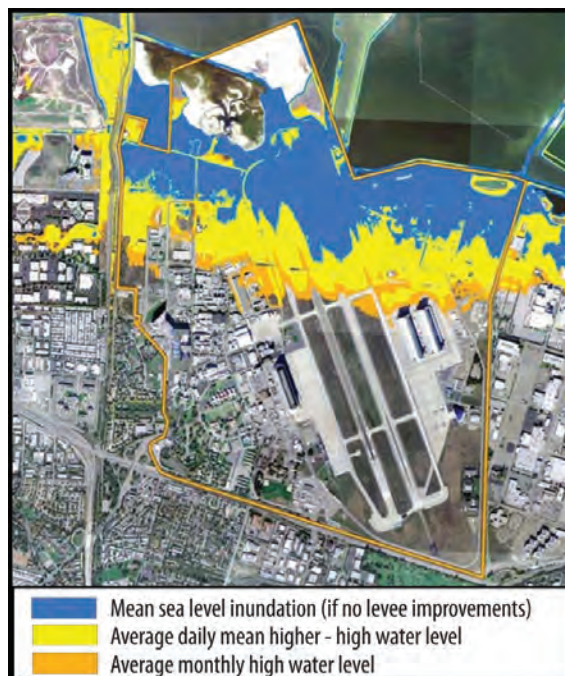 Mean sea level inundation (if no levee improvements)
Average daily mean higher - high water level
Average monthly high water level